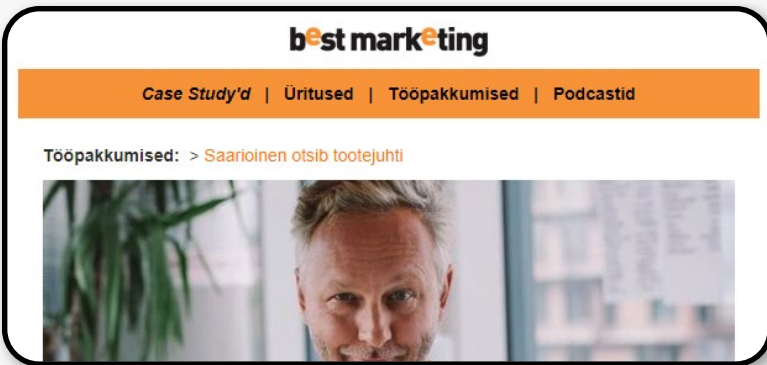 best marketing
Case Study'd | Üritused | Tööpakkumised | Podcastid
Tööpakkumised: > Saarioinen otsib tootejuhti